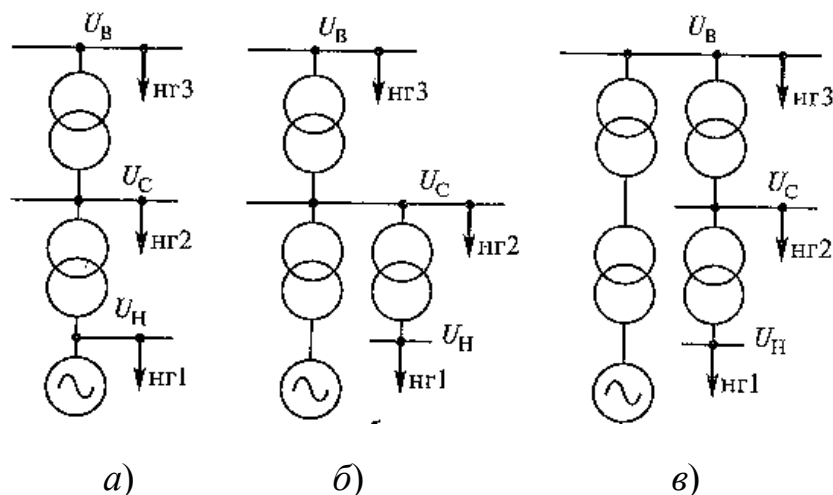 U_В U_В U_В
нг3 нг3 нг3
U_С U_С U_С
нг2 нг2 нг2
U_Н U_Н U_Н
нг1 нг1 нг1
а) б) в)